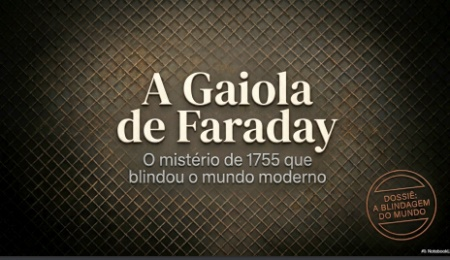 A Gaiola
de Faraday
O mistério de 1755 que
blindou o mundo moderno
DOSSIÊ:
A BLINDAGEM
DO MUNDO